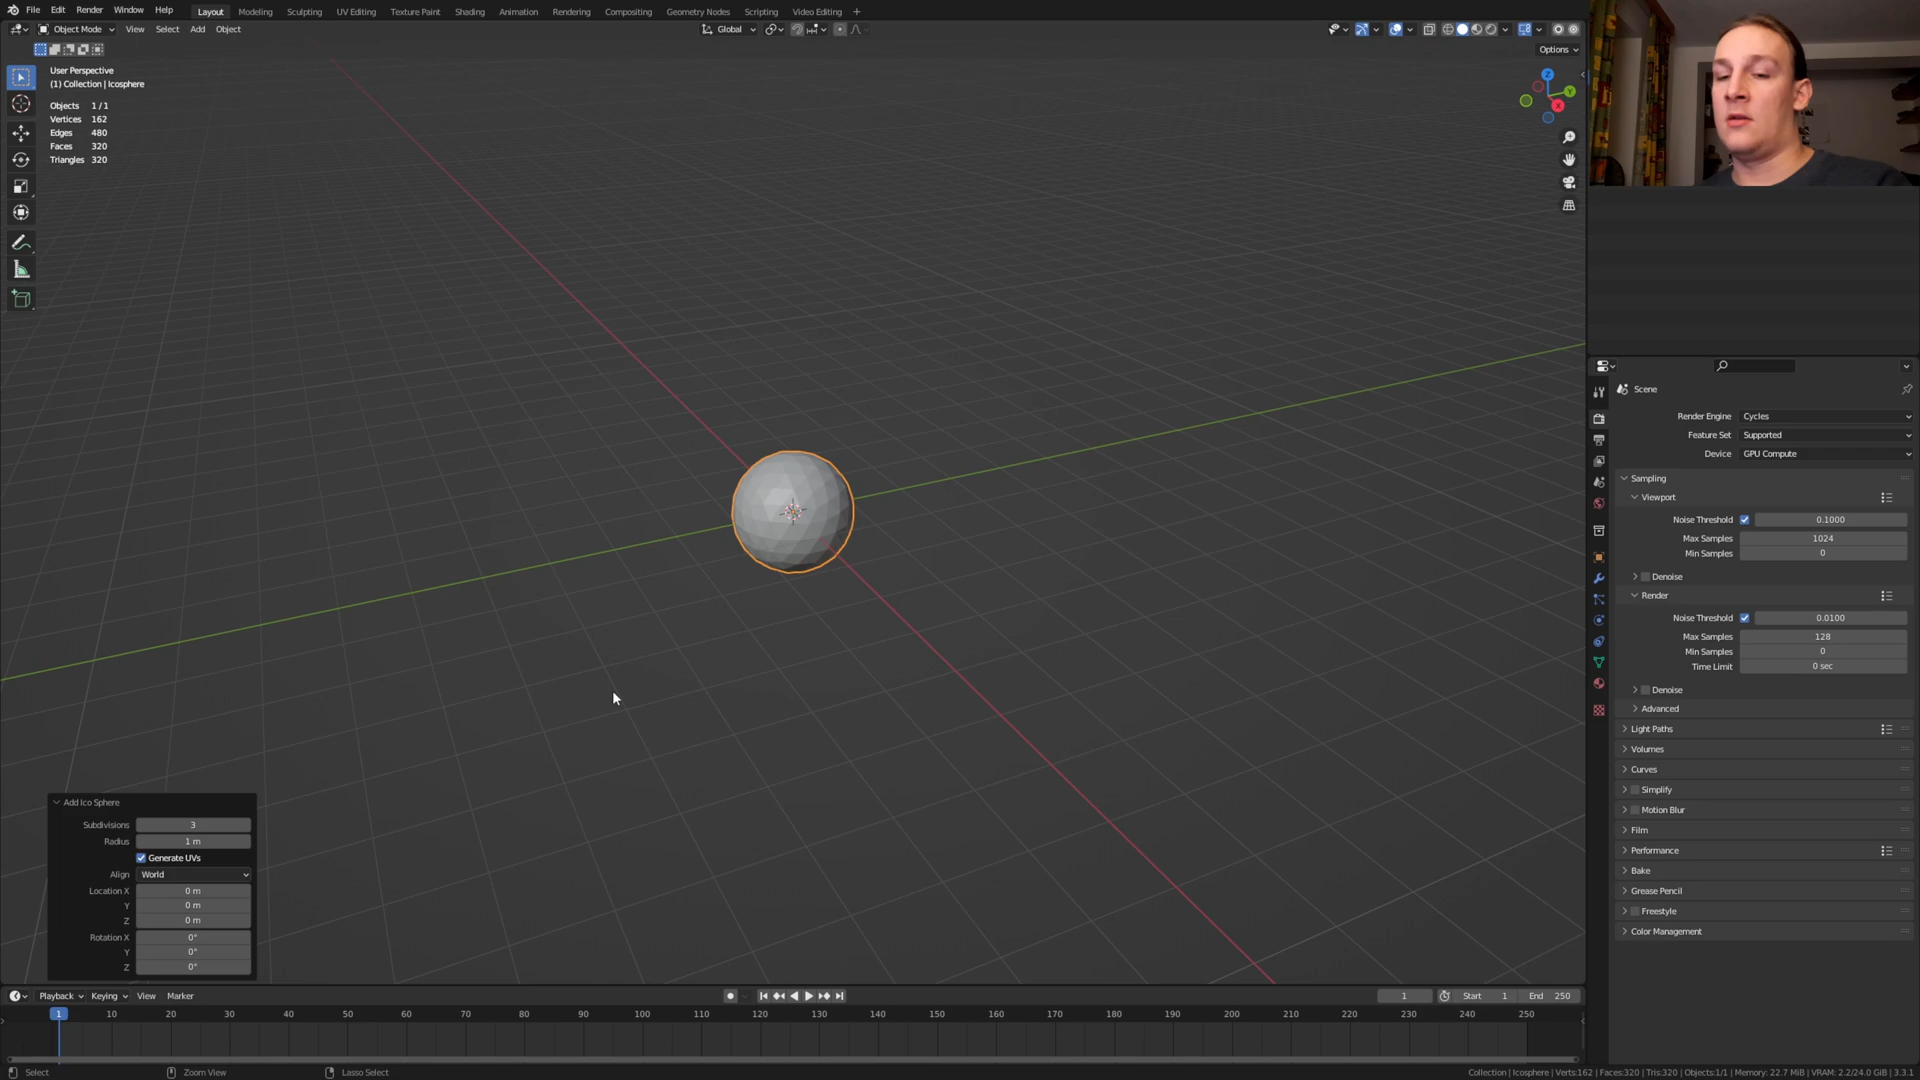 File Edit Render Window Help Layout Modeling Sculpting UV Editing Texture Paint Shading Animation Rendering Compositing Geometry Nodes Scripting Video Editing +
Object Mode View Select Add Object Global
Options
User Perspective
(1) Collection | Icosphere
Objects 1/1
Vertices 162
Edges 480
Faces 320
Triangles 320
Z
Y
X
Scene
Render Engine Cycles
Feature Set Supported
Device GPU Compute
Sampling
Viewport
Noise Threshold 0.1000
Max Samples 1024
Min Samples 0
Denoise
Render
Noise Threshold 0.0100
Max Samples 128
Min Samples 0
Time Limit 0 sec
Denoise
Advanced
Light Paths
Volumes
Curves
Simplify
Motion Blur
Film
Performance
Bake
Grease Pencil
Freestyle
Color Management
Add Ico Sphere
Subdivisions 3
Radius 1 m
Generate UVs
Align World
Location X 0 m
Y 0 m
Z 0 m
Rotation X 0°
Y 0°
Z 0°
Playback Keying View Marker 1 Start 1 End 250
1 10 20 30 40 50 60 70 80 90 100 110 120 130 140 150 160 170 180 190 200 210 220 230 240 250
Select Zoom View Lasso Select Collection | Icosphere | Verts:162 | Faces:320 | Tris:320 | Objects:1/1 | Memory: 22.7 MiB | VRAM: 2.2/24.0 GiB | 3.3.1